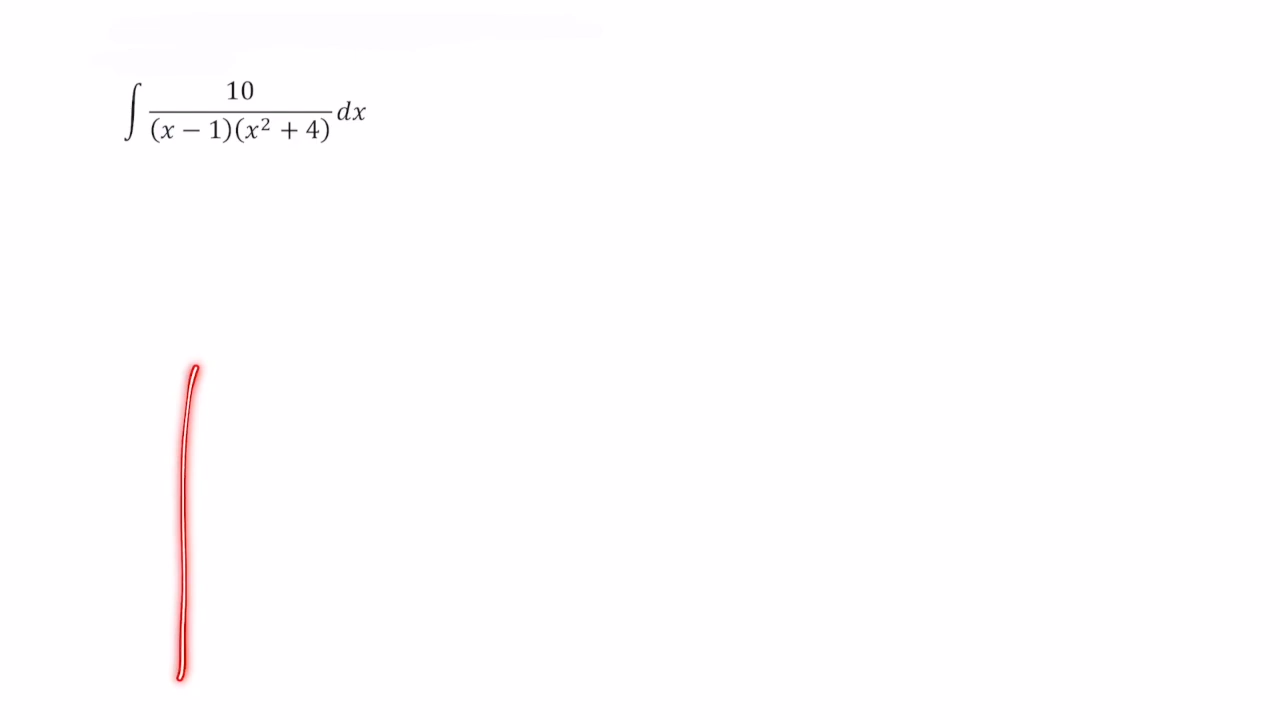 ∫ 10 / (x − 1)(x² + 4) dx